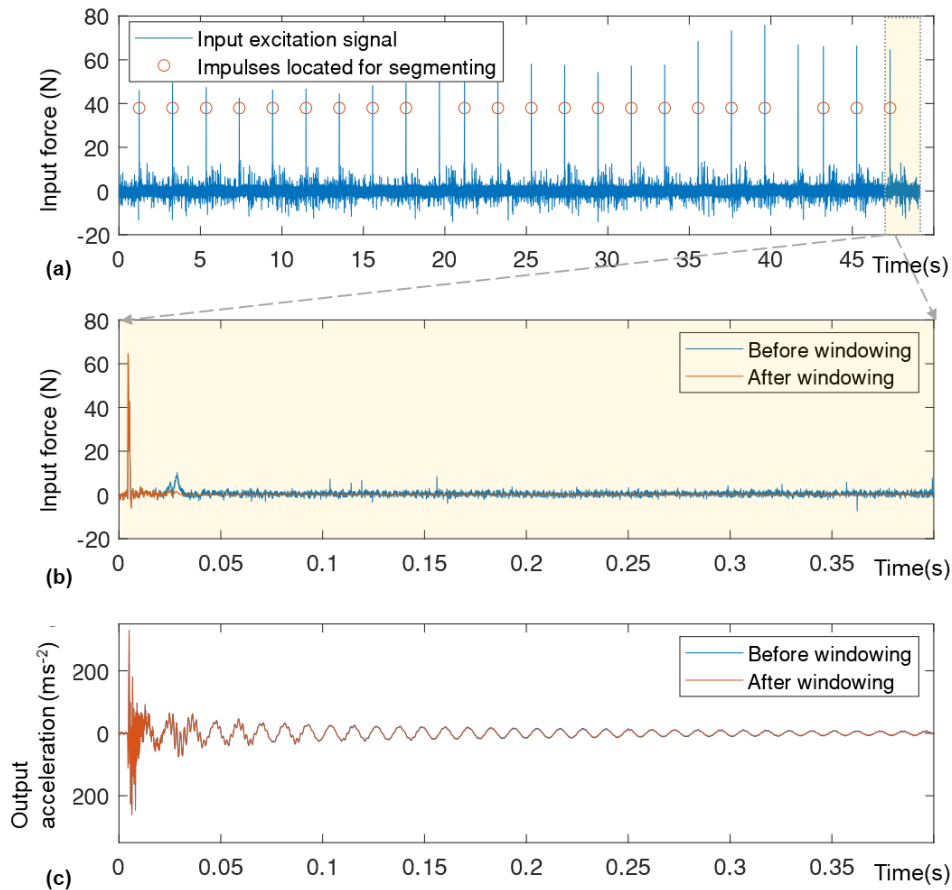 80
60
40
20
0
-20
Input force (N)
Input excitation signal
Impulses located for segmenting
0 5 10 15 20 25 30 35 40 45 Time(s)
(a)
80
60
40
20
0
-20
Input force (N)
Before windowing
After windowing
0 0.05 0.1 0.15 0.2 0.25 0.3 0.35 Time(s)
(b)
200
0
200
Output
acceleration (ms⁻²)
Before windowing
After windowing
0 0.05 0.1 0.15 0.2 0.25 0.3 0.35 Time(s)
(c)